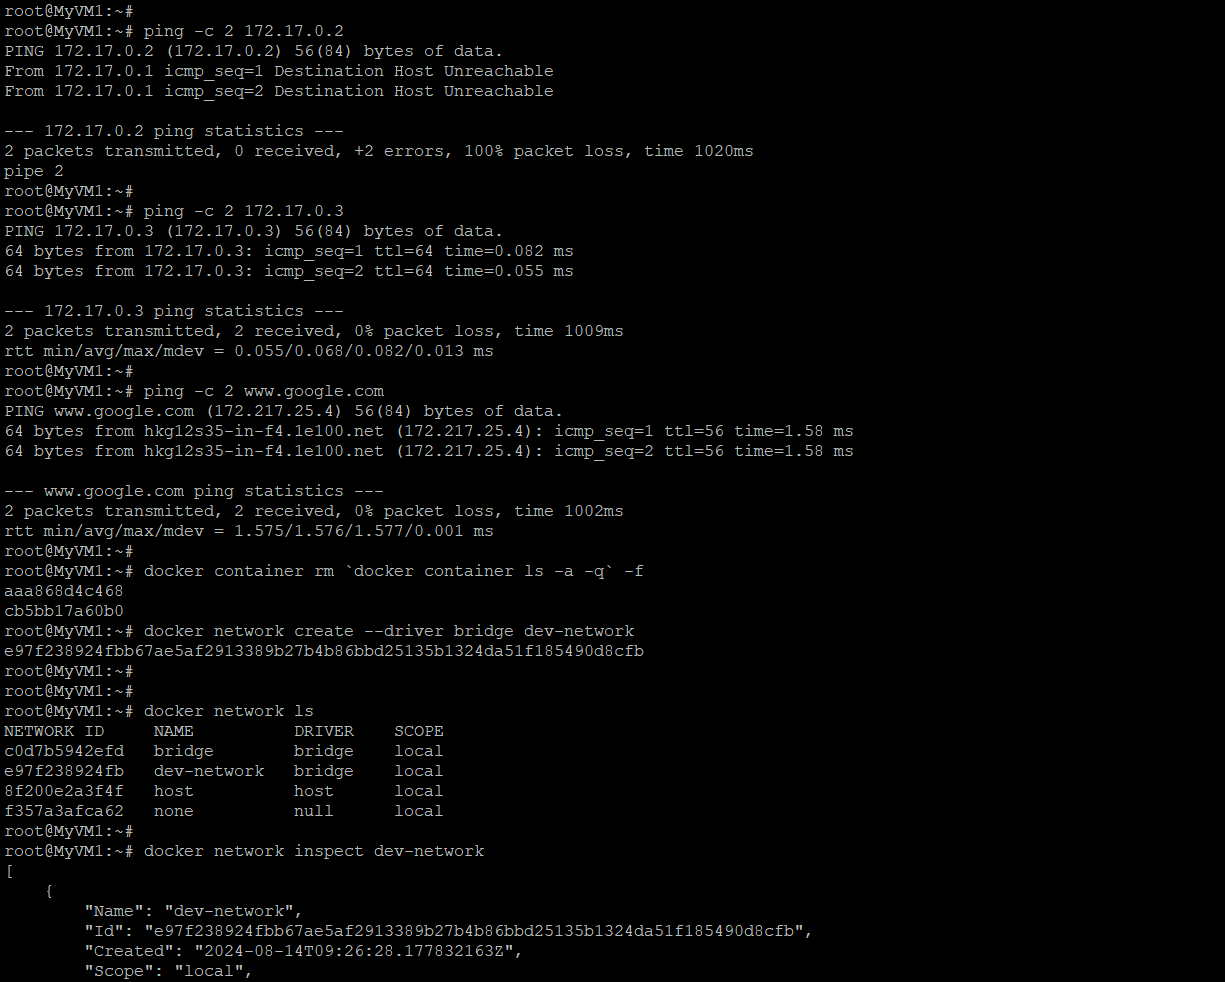 root@MyVM1:~#
root@MyVM1:~# ping -c 2 172.17.0.2
PING 172.17.0.2 (172.17.0.2) 56(84) bytes of data.
From 172.17.0.1 icmp_seq=1 Destination Host Unreachable
From 172.17.0.1 icmp_seq=2 Destination Host Unreachable
--- 172.17.0.2 ping statistics ---
2 packets transmitted, 0 received, +2 errors, 100% packet loss, time 1020ms
pipe 2
root@MyVM1:~#
root@MyVM1:~# ping -c 2 172.17.0.3
PING 172.17.0.3 (172.17.0.3) 56(84) bytes of data.
64 bytes from 172.17.0.3: icmp_seq=1 ttl=64 time=0.082 ms
64 bytes from 172.17.0.3: icmp_seq=2 ttl=64 time=0.055 ms
--- 172.17.0.3 ping statistics ---
2 packets transmitted, 2 received, 0% packet loss, time 1009ms
rtt min/avg/max/mdev = 0.055/0.068/0.082/0.013 ms
root@MyVM1:~#
root@MyVM1:~# ping -c 2 www.google.com
PING www.google.com (172.217.25.4) 56(84) bytes of data.
64 bytes from hkg12s35-in-f4.1e100.net (172.217.25.4): icmp_seq=1 ttl=56 time=1.58 ms
64 bytes from hkg12s35-in-f4.1e100.net (172.217.25.4): icmp_seq=2 ttl=56 time=1.58 ms
--- www.google.com ping statistics ---
2 packets transmitted, 2 received, 0% packet loss, time 1002ms
rtt min/avg/max/mdev = 1.575/1.576/1.577/0.001 ms
root@MyVM1:~#
root@MyVM1:~# docker container rm `docker container ls -a -q` -f
aaa868d4c468
cb5bb17a60b0
root@MyVM1:~# docker network create --driver bridge dev-network
e97f238924fbb67ae5af2913389b27b4b86bbd25135b1324da51f185490d8cfb
root@MyVM1:~#
root@MyVM1:~#
root@MyVM1:~# docker network ls
NETWORK ID     NAME          DRIVER    SCOPE
c0d7b5942efd   bridge        bridge    local
e97f238924fb   dev-network   bridge    local
8f200e2a3f4f   host          host      local
f357a3afca62   none          null      local
root@MyVM1:~#
root@MyVM1:~# docker network inspect dev-network
[
    {
        "Name": "dev-network",
        "Id": "e97f238924fbb67ae5af2913389b27b4b86bbd25135b1324da51f185490d8cfb",
        "Created": "2024-08-14T09:26:28.177832163Z",
        "Scope": "local",